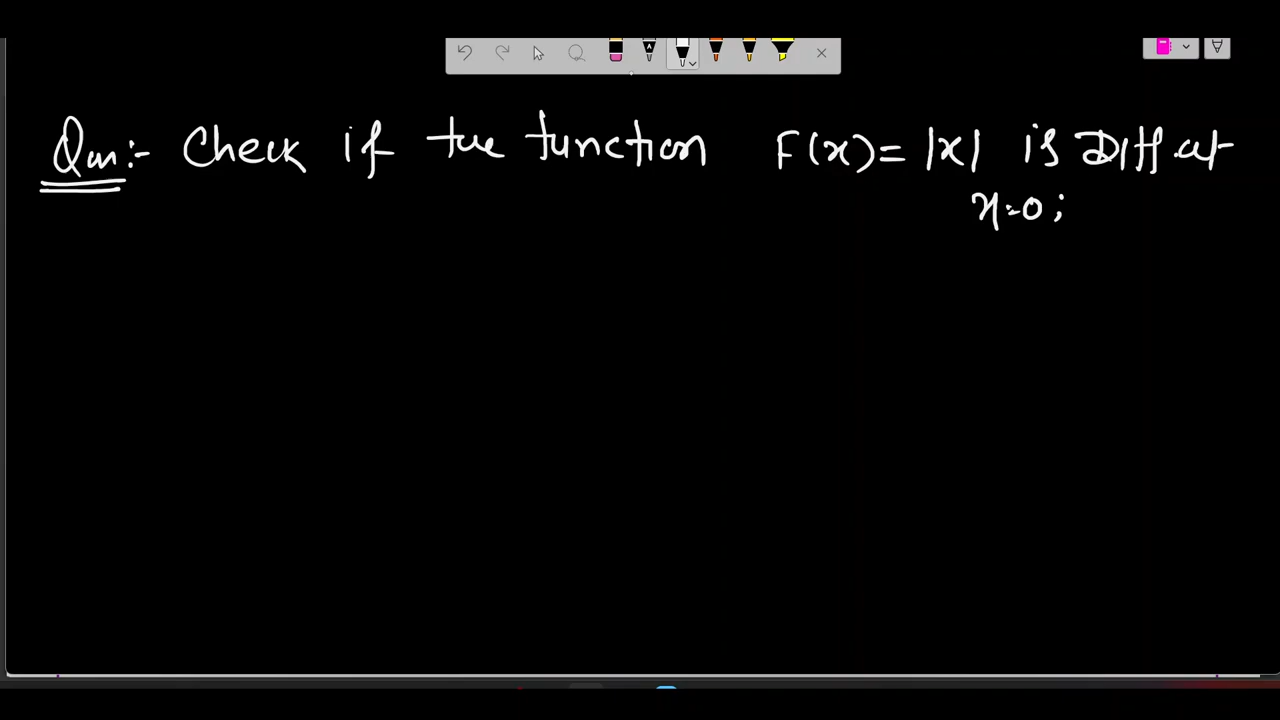 Qn:- Check if the function F(x)= |x| is Diff. at
x=0;